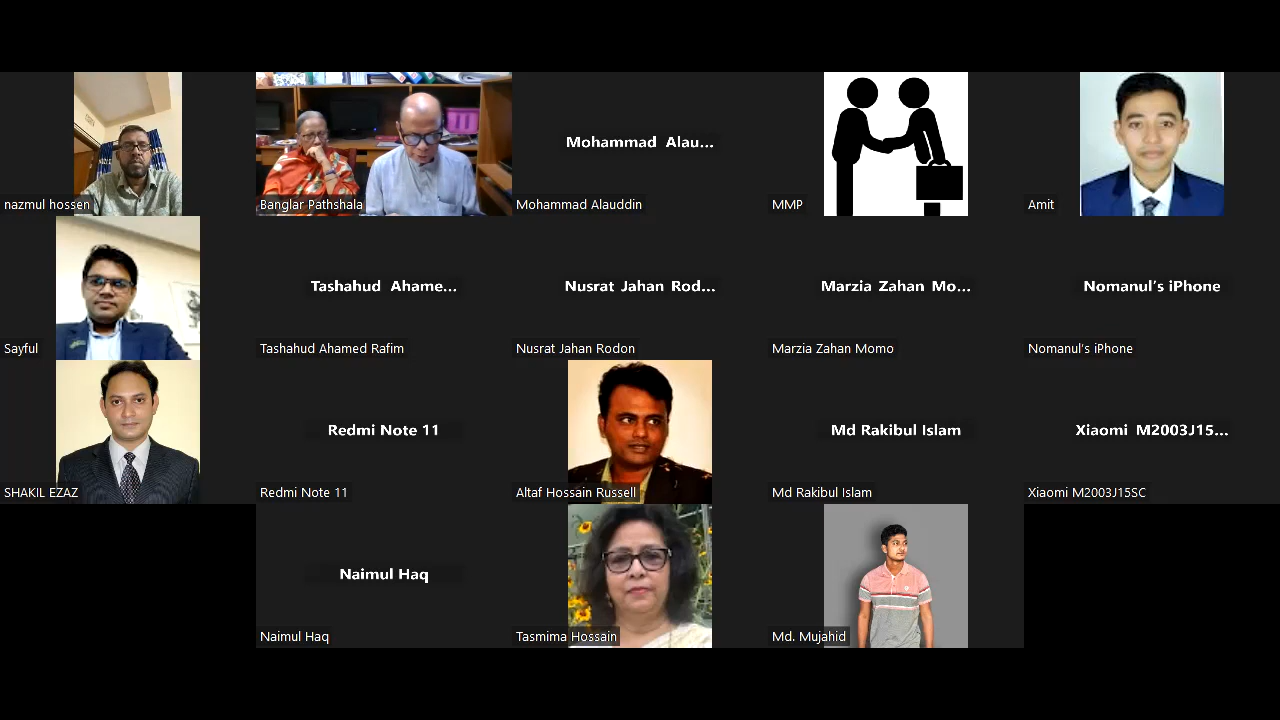 nazmul hossen
Banglar Pathshala
Mohammad Alau...
Mohammad Alauddin
MMP
Amit
Sayful
Tashahud Ahame...
Tashahud Ahamed Rafim
Nusrat Jahan Rod...
Nusrat Jahan Rodon
Marzia Zahan Mo...
Marzia Zahan Momo
Nomanul's iPhone
Nomanul's iPhone
SHAKIL EZAZ
Redmi Note 11
Redmi Note 11
Altaf Hossain Russell
Md Rakibul Islam
Md Rakibul Islam
Xiaomi M2003J15...
Xiaomi M2003J15SC
Naimul Haq
Naimul Haq
Tasmima Hossain
Md. Mujahid